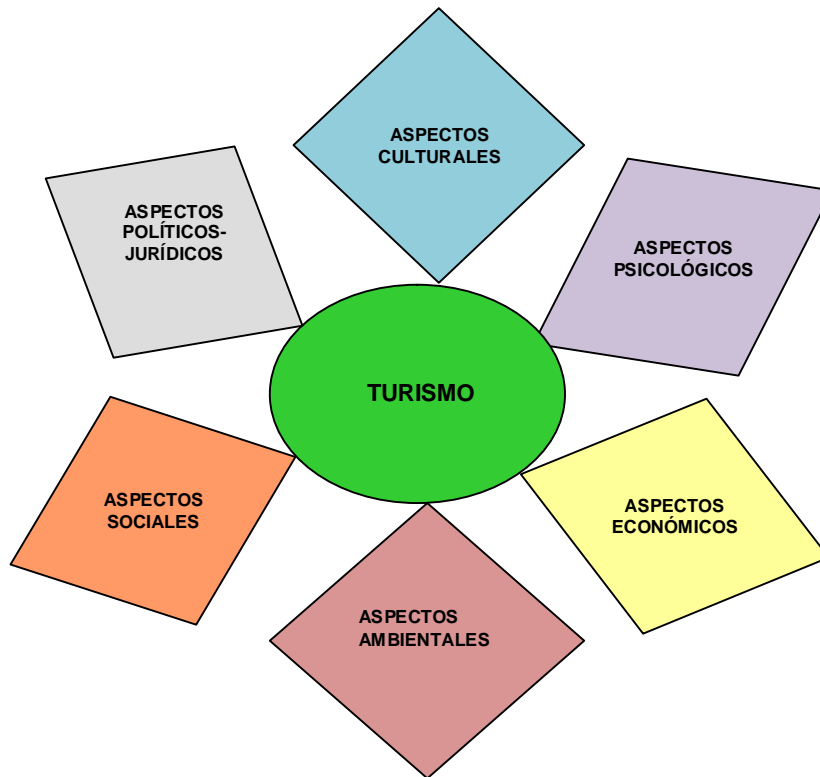 ASPECTOS
CULTURALES
ASPECTOS
POLÍTICOS-
JURÍDICOS
ASPECTOS
PSICOLÓGICOS
TURISMO
ASPECTOS
SOCIALES
ASPECTOS
ECONÓMICOS
ASPECTOS
AMBIENTALES